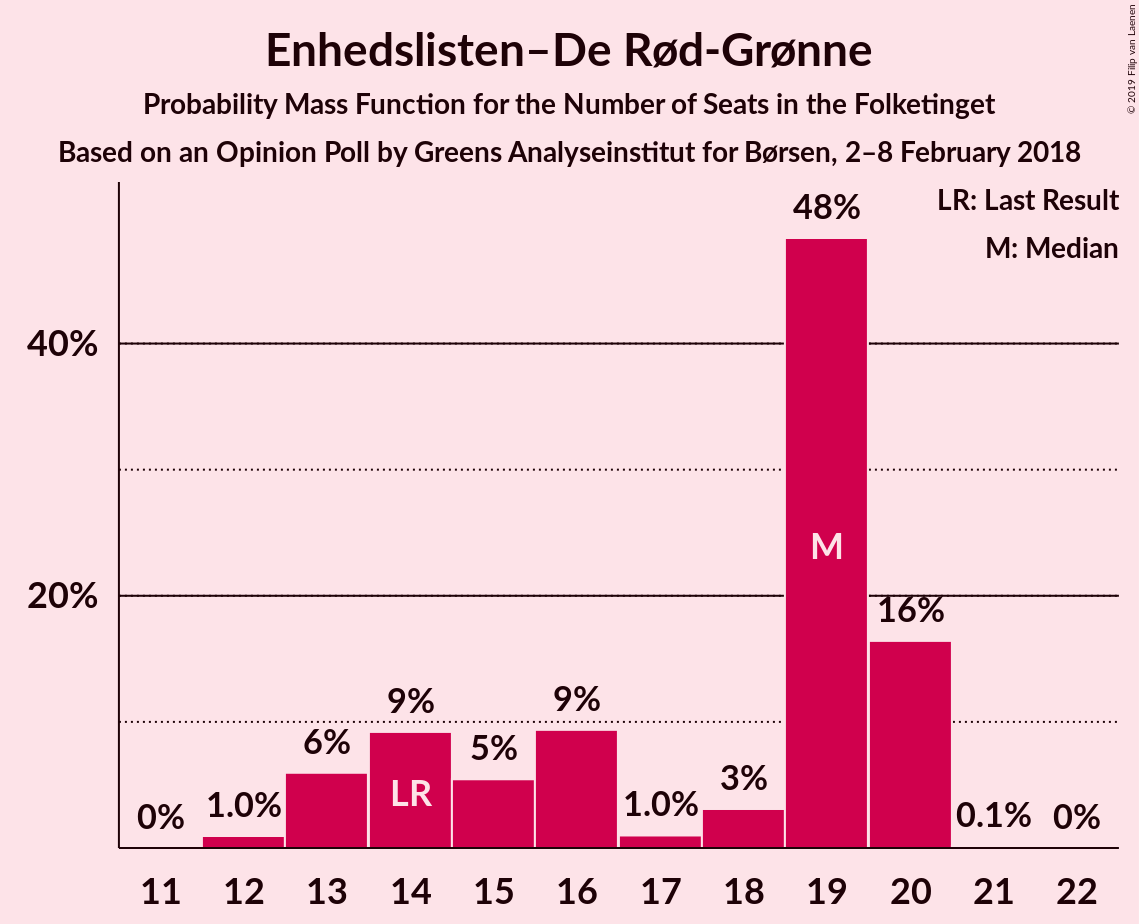 Enhedslisten–De Rød-Grønne
Probability Mass Function for the Number of Seats in the Folketinget
Based on an Opinion Poll by Greens Analyseinstitut for Børsen, 2–8 February 2018
© 2019 Filip van Laenen
LR: Last Result
M: Median
48%
40%
M
20%
16%
9%
9%
6%
5%
LR
3%
0%
1.0%
1.0%
0.1%
0%
11 12 13 14 15 16 17 18 19 20 21 22